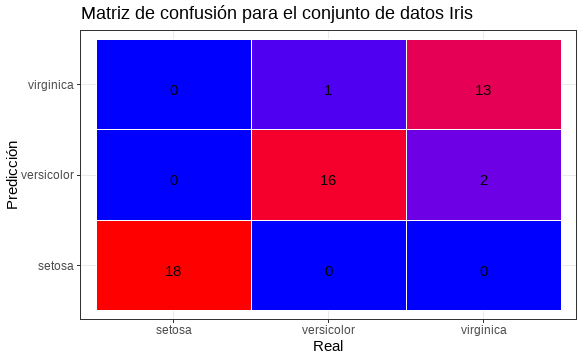 Matriz de confusión para el conjunto de datos Iris
Predicción
virginica
0 1 13
versicolor
0 16 2
setosa
18 0 0
setosa versicolor virginica
Real